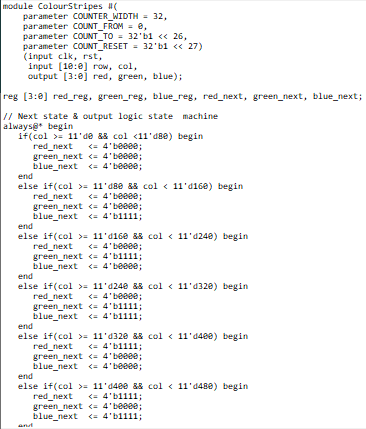 module ColourStripes #(
parameter COUNTER_WIDTH = 32,
parameter COUNT_FROM = 0,
parameter COUNT_TO = 32'b1 << 26,
parameter COUNT_RESET = 32'b1 << 27)
(input clk, rst,
input [10:0] row, col,
output [3:0] red, green, blue);
reg [3:0] red_reg, green_reg, blue_reg, red_next, green_next, blue_next;
// Next state & output logic state machine
always@* begin
if(col >= 11'd0 && col <11'd80) begin
red_next <= 4'b0000;
green_next <= 4'b0000;
blue_next <= 4'b0000;
end
else if(col >= 11'd80 && col < 11'd160) begin
red_next <= 4'b0000;
green_next <= 4'b0000;
blue_next <= 4'b1111;
end
else if(col >= 11'd160 && col < 11'd240) begin
red_next <= 4'b0000;
green_next <= 4'b1111;
blue_next <= 4'b0000;
end
else if(col >= 11'd240 && col < 11'd320) begin
red_next <= 4'b0000;
green_next <= 4'b1111;
blue_next <= 4'b1111;
end
else if(col >= 11'd320 && col < 11'd400) begin
red_next <= 4'b1111;
green_next <= 4'b0000;
blue_next <= 4'b0000;
end
else if(col >= 11'd400 && col < 11'd480) begin
red_next <= 4'b1111;
green_next <= 4'b0000;
blue_next <= 4'b1111;
end